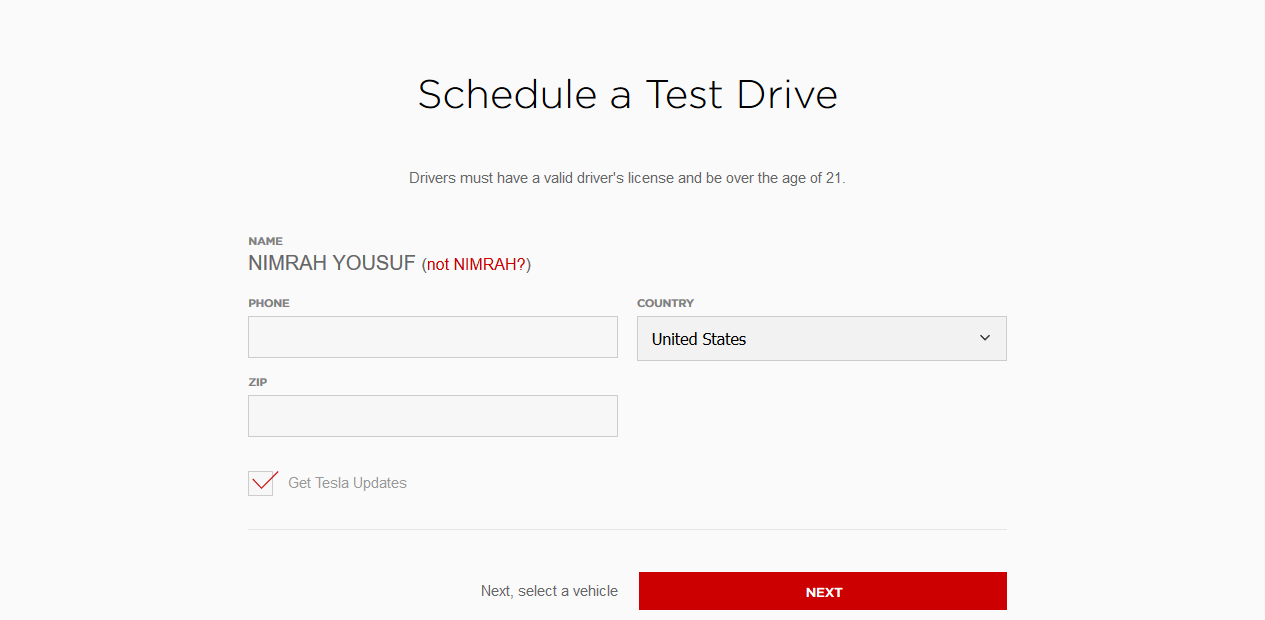 Schedule a Test Drive
Drivers must have a valid driver's license and be over the age of 21.
NAME
NIMRAH YOUSUF (not NIMRAH?)
PHONE
COUNTRY
United States
ZIP
Get Tesla Updates
Next, select a vehicle
NEXT